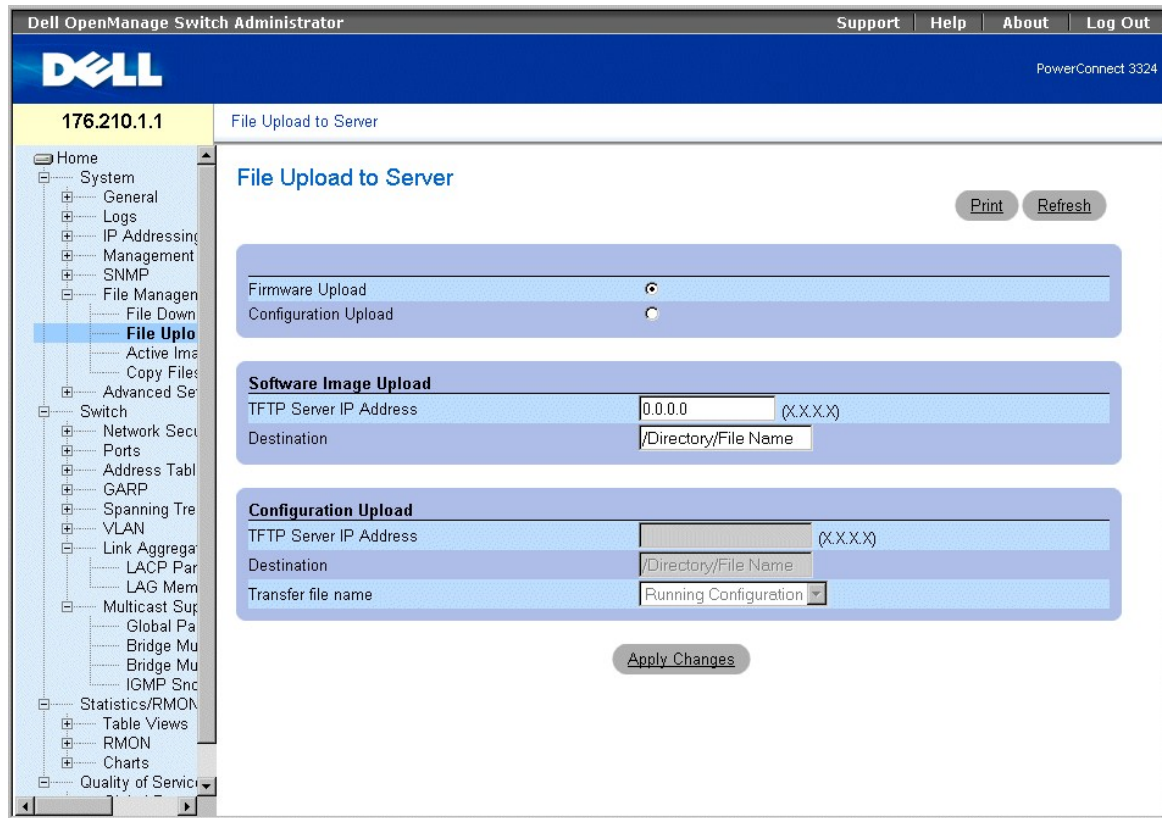 Dell OpenManage Switch Administrator Support Help About Log Out
DELL
PowerConnect 3324
176.210.1.1
File Upload to Server
Home
System
General
Logs
IP Addressing
Management
SNMP
File Managen
File Down
File Uplo
Active Ima
Copy Files
Advanced Se
Switch
Network Secu
Ports
Address Tabl
GARP
Spanning Tre
VLAN
Link Aggrega
LACP Par
LAG Mem
Multicast Sup
Global Pa
Bridge Mu
Bridge Mu
IGMP Sno
Statistics/RMON
Table Views
RMON
Charts
Quality of Servic
File Upload to Server
Print Refresh
Firmware Upload
Configuration Upload
Software Image Upload
TFTP Server IP Address 0.0.0.0 (X.X.X.X)
Destination /Directory/File Name
Configuration Upload
TFTP Server IP Address (X.X.X.X)
Destination /Directory/File Name
Transfer file name Running Configuration
Apply Changes